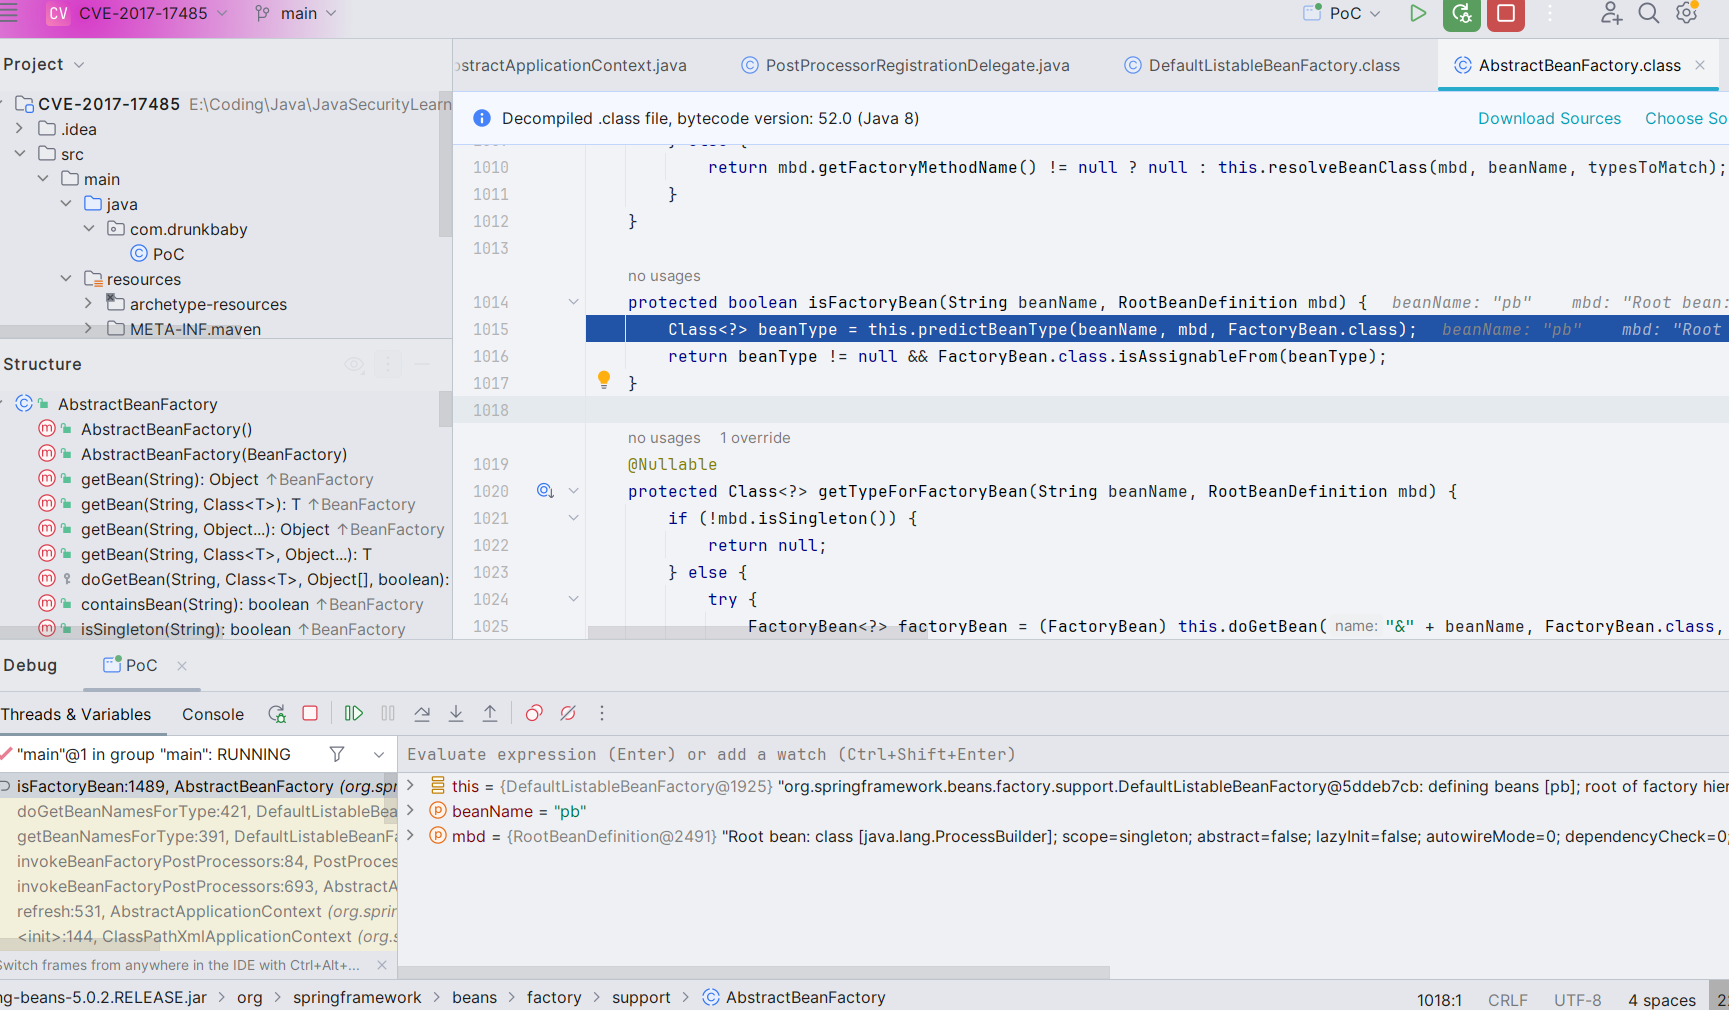 CV CVE-2017-17485 main PoC
Project
CVE-2017-17485 E:\Coding\Java\JavaSecurityLearn
.idea
src
main
java
com.drunkbaby
PoC
resources
archetype-resources
META-INF.maven
Structure
AbstractBeanFactory
AbstractBeanFactory()
AbstractBeanFactory(BeanFactory)
getBean(String): Object ↑BeanFactory
getBean(String, Class<T>): T ↑BeanFactory
getBean(String, Object...): Object ↑BeanFactory
getBean(String, Class<T>, Object...): T
doGetBean(String, Class<T>, Object[], boolean):
containsBean(String): boolean ↑BeanFactory
isSingleton(String): boolean ↑BeanFactory
ostractApplicationContext.java PostProcessorRegistrationDelegate.java DefaultListableBeanFactory.class AbstractBeanFactory.class
Decompiled .class file, bytecode version: 52.0 (Java 8) Download Sources Choose So
} else {
1010 return mbd.getFactoryMethodName() != null ? null : this.resolveBeanClass(mbd, beanName, typesToMatch);
1011 }
1012 }
1013
no usages
1014 protected boolean isFactoryBean(String beanName, RootBeanDefinition mbd) { beanName: "pb" mbd: "Root bean:
1015 Class<?> beanType = this.predictBeanType(beanName, mbd, FactoryBean.class); beanName: "pb" mbd: "Root
1016 return beanType != null && FactoryBean.class.isAssignableFrom(beanType);
1017 }
1018
no usages 1 override
1019 @Nullable
1020 protected Class<?> getTypeForFactoryBean(String beanName, RootBeanDefinition mbd) {
1021 if (!mbd.isSingleton()) {
1022 return null;
1023 } else {
1024 try {
1025 FactoryBean<?> factoryBean = (FactoryBean) this.doGetBean( name: "&" + beanName, FactoryBean.class,
Debug PoC
Threads & Variables Console
"main"@1 in group "main": RUNNING
isFactoryBean:1489, AbstractBeanFactory (org.spr
doGetBeanNamesForType:421, DefaultListableBea
getBeanNamesForType:391, DefaultListableBeanFa
invokeBeanFactoryPostProcessors:84, PostProces
invokeBeanFactoryPostProcessors:693, AbstractA
refresh:531, AbstractApplicationContext (org.sprin
<init>:144, ClassPathXmlApplicationContext (org.s
Switch frames from anywhere in the IDE with Ctrl+Alt+...
Evaluate expression (Enter) or add a watch (Ctrl+Shift+Enter)
this = {DefaultListableBeanFactory@1925} "org.springframework.beans.factory.support.DefaultListableBeanFactory@5ddeb7cb: defining beans [pb]; root of factory hier
beanName = "pb"
mbd = {RootBeanDefinition@2491} "Root bean: class [java.lang.ProcessBuilder]; scope=singleton; abstract=false; lazyInit=false; autowireMode=0; dependencyCheck=0;
ng-beans-5.0.2.RELEASE.jar org springframework beans factory support AbstractBeanFactory 1018:1 CRLF UTF-8 4 spaces